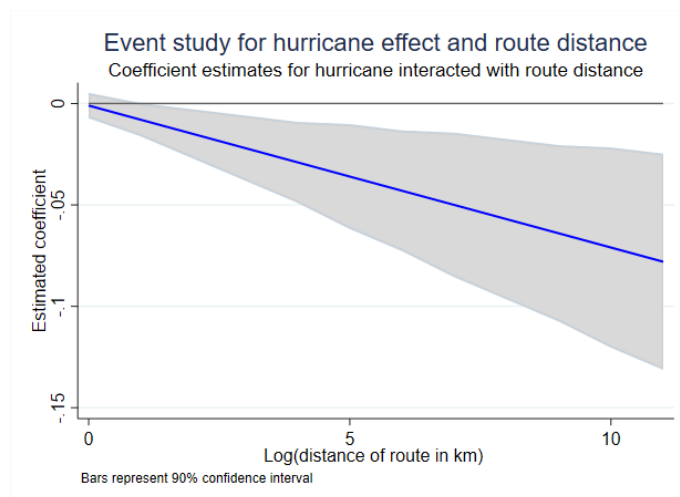 Event study for hurricane effect and route distance
Coefficient estimates for hurricane interacted with route distance
Estimated coefficient
0
-.05
-.1
-.15
0 5 10
Log(distance of route in km)
Bars represent 90% confidence interval